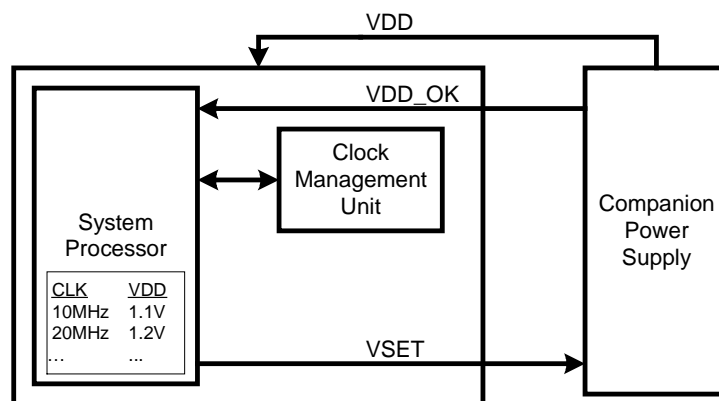 VDD
VDD_OK
Clock
Management
Unit
System
Processor
CLK VDD
10MHz 1.1V
20MHz 1.2V
... ...
VSET
Companion
Power
Supply